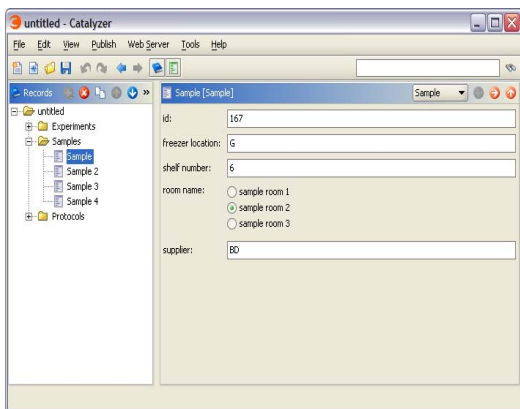 untitled - Catalyzer
File Edit View Publish Web Server Tools Help
Records »
Sample [Sample] Sample
untitled
Experiments
Samples
Sample
Sample 2
Sample 3
Sample 4
Protocols
id: 167
freezer location: G
shelf number: 6
room name: sample room 1
sample room 2
sample room 3
supplier: BD